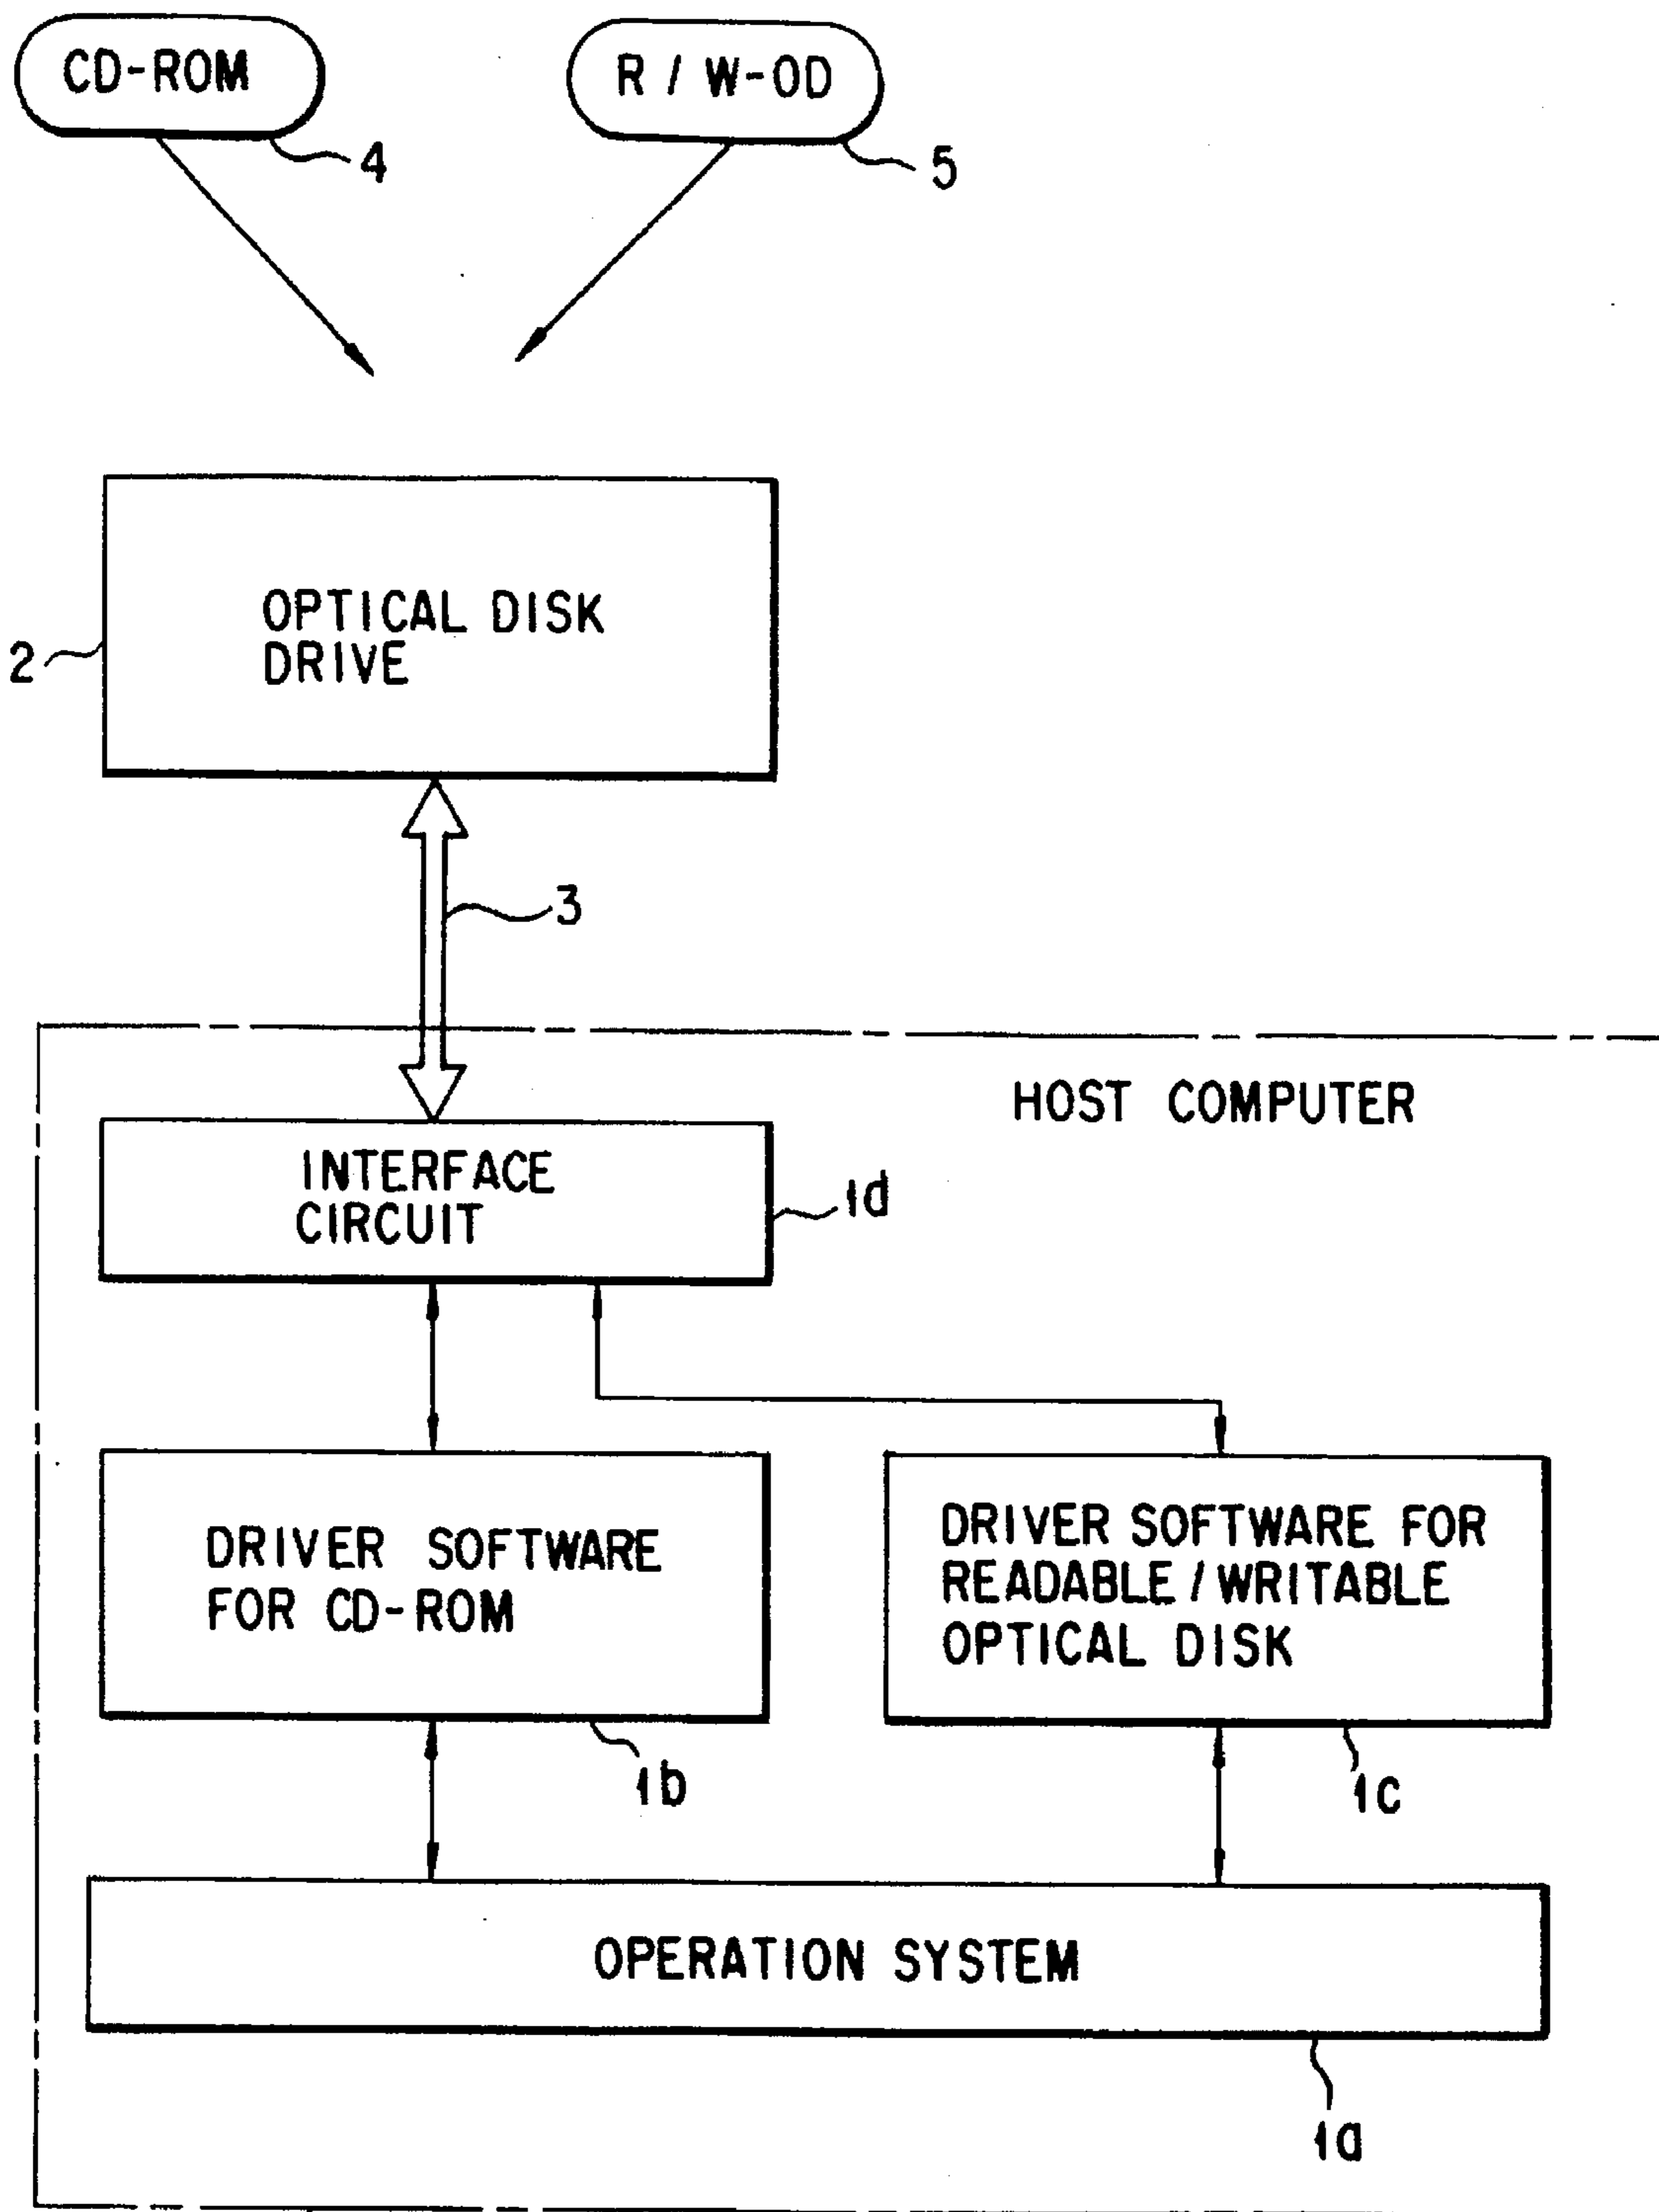 CD-ROM
R / W-OD
4
5
OPTICAL DISK
DRIVE
2
3
HOST COMPUTER
INTERFACE
CIRCUIT
1d
DRIVER SOFTWARE
FOR CD-ROM
DRIVER SOFTWARE FOR
READABLE / WRITABLE
OPTICAL DISK
1b
1c
OPERATION SYSTEM
1a